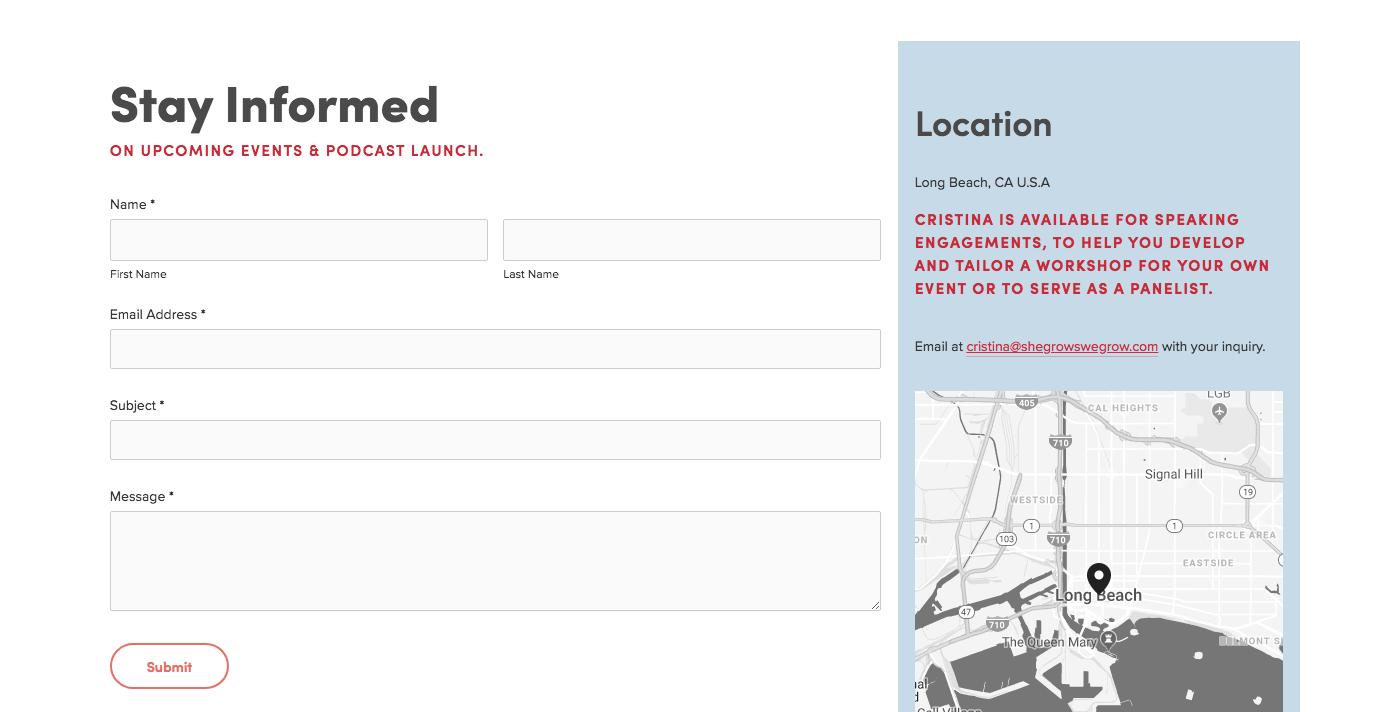 Stay Informed
ON UPCOMING EVENTS & PODCAST LAUNCH.
Name *
First Name
Last Name
Email Address *
Subject *
Message *
Submit
Location
Long Beach, CA U.S.A
CRISTINA IS AVAILABLE FOR SPEAKING
ENGAGEMENTS, TO HELP YOU DEVELOP
AND TAILOR A WORKSHOP FOR YOUR OWN
EVENT OR TO SERVE AS A PANELIST.
Email at cristina@shegrowswegrow.com with your inquiry.
LGB
405
CAL HEIGHTS
710
Signal Hill
19
WESTSIDE
1
1
103
710
CIRCLE AREA
ON
EASTSIDE
Long Beach
47
710
The Queen Mary